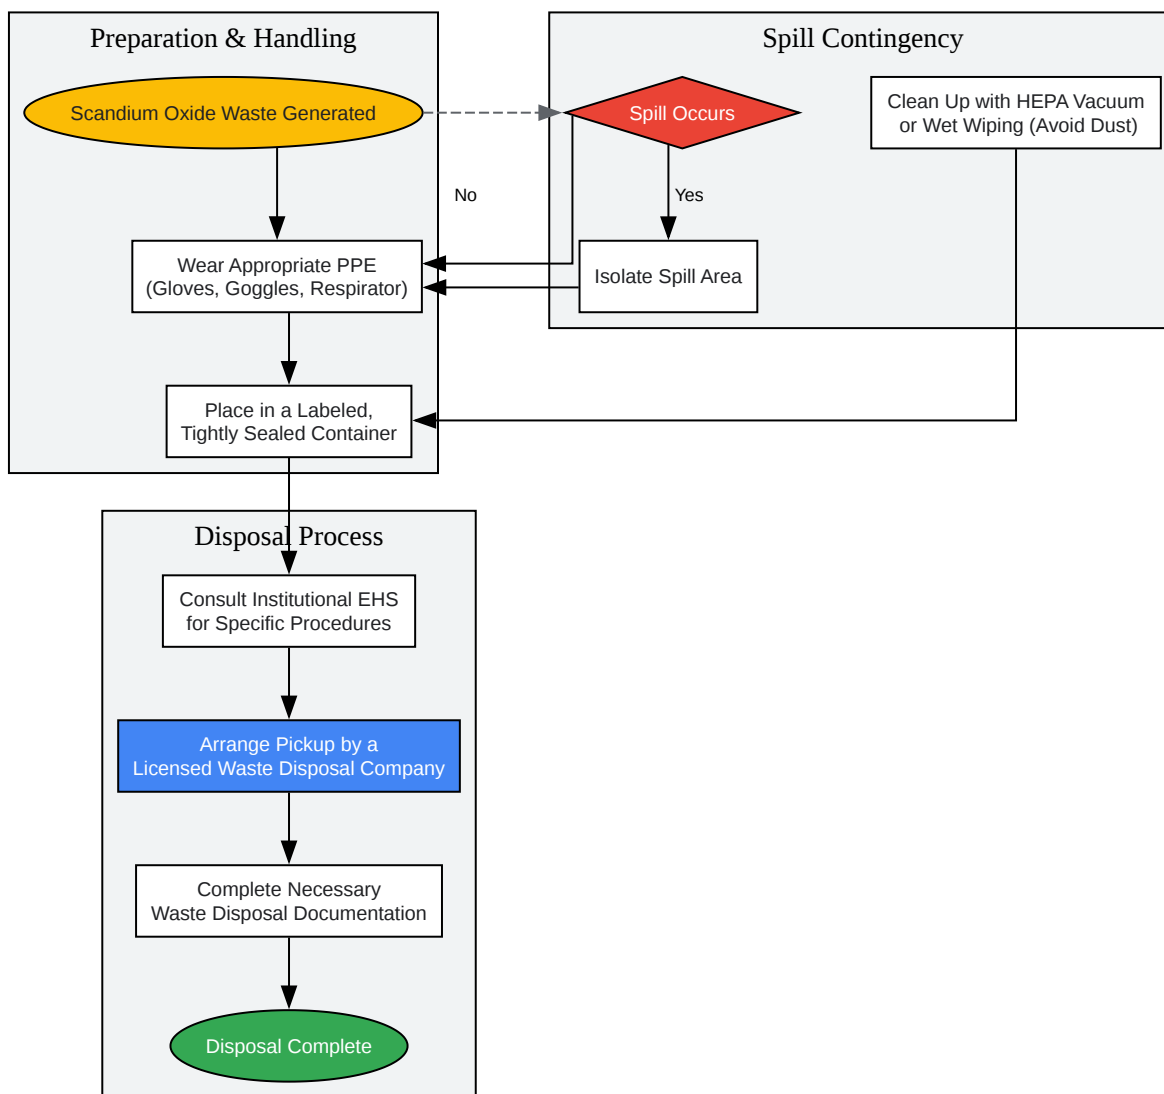 Preparation & Handling
Scandium Oxide Waste Generated
Wear Appropriate PPE
(Gloves, Goggles, Respirator)
Place in a Labeled,
Tightly Sealed Container
Spill Contingency
Spill Occurs
Clean Up with HEPA Vacuum
or Wet Wiping (Avoid Dust)
No
Yes
Isolate Spill Area
Disposal Process
Consult Institutional EHS
for Specific Procedures
Arrange Pickup by a
Licensed Waste Disposal Company
Complete Necessary
Waste Disposal Documentation
Disposal Complete